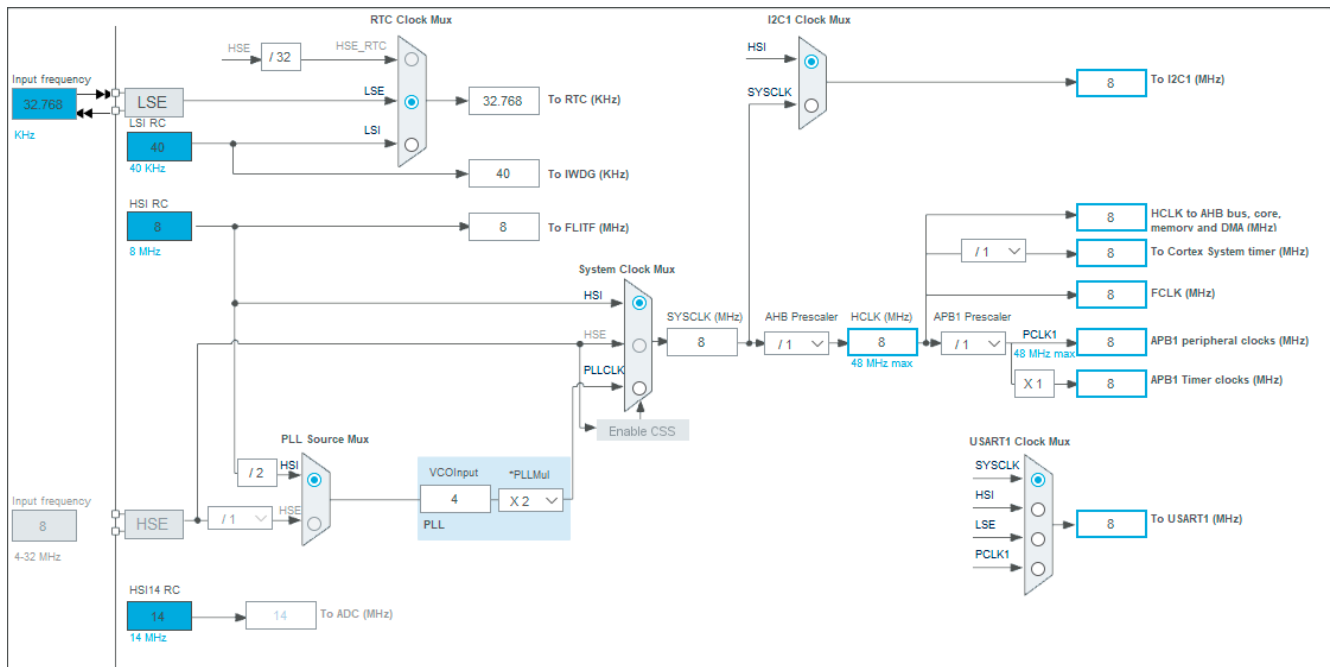 RTC Clock Mux
I2C1 Clock Mux
HSE
/ 32
HSE_RTC
HSI
Input frequency
32.768
KHz
LSE
LSE
32.768
To RTC (KHz)
SYSCLK
8
To I2C1 (MHz)
LSI RC
40
40 KHz
LSI
40
To IWDG (KHz)
HSI RC
8
8 MHz
8
To FLITF (MHz)
8
HCLK to AHB bus, core,
memory and DMA (MHz)
/ 1
8
To Cortex System timer (MHz)
System Clock Mux
HSI
8
FCLK (MHz)
SYSCLK (MHz)
AHB Prescaler
HCLK (MHz)
APB1 Prescaler
HSE
8
/ 1
8
48 MHz max
/ 1
PCLK1
48 MHz max
8
APB1 peripheral clocks (MHz)
PLLCLK
X 1
8
APB1 Timer clocks (MHz)
Enable CSS
PLL Source Mux
USART1 Clock Mux
/ 2
HSI
VCOInput
*PLLMul
4
X 2
PLL
SYSCLK
HSI
LSE
PCLK1
8
To USART1 (MHz)
Input frequency
8
4-32 MHz
HSE
/ 1
HSE
HSI14 RC
14
14 MHz
14
To ADC (MHz)